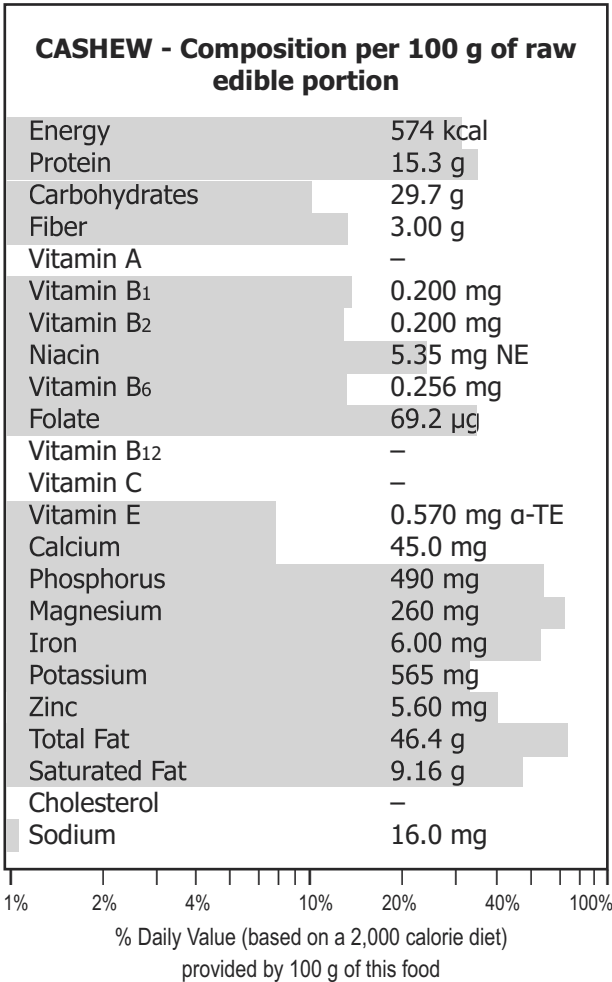 CASHEW - Composition per 100 g of raw
edible portion
Energy 574 kcal
Protein 15.3 g
Carbohydrates 29.7 g
Fiber 3.00 g
Vitamin A –
Vitamin B1 0.200 mg
Vitamin B2 0.200 mg
Niacin 5.35 mg NE
Vitamin B6 0.256 mg
Folate 69.2 µg
Vitamin B12 –
Vitamin C –
Vitamin E 0.570 mg α-TE
Calcium 45.0 mg
Phosphorus 490 mg
Magnesium 260 mg
Iron 6.00 mg
Potassium 565 mg
Zinc 5.60 mg
Total Fat 46.4 g
Saturated Fat 9.16 g
Cholesterol –
Sodium 16.0 mg
1% 2% 4% 10% 20% 40% 100%
% Daily Value (based on a 2,000 calorie diet)
provided by 100 g of this food